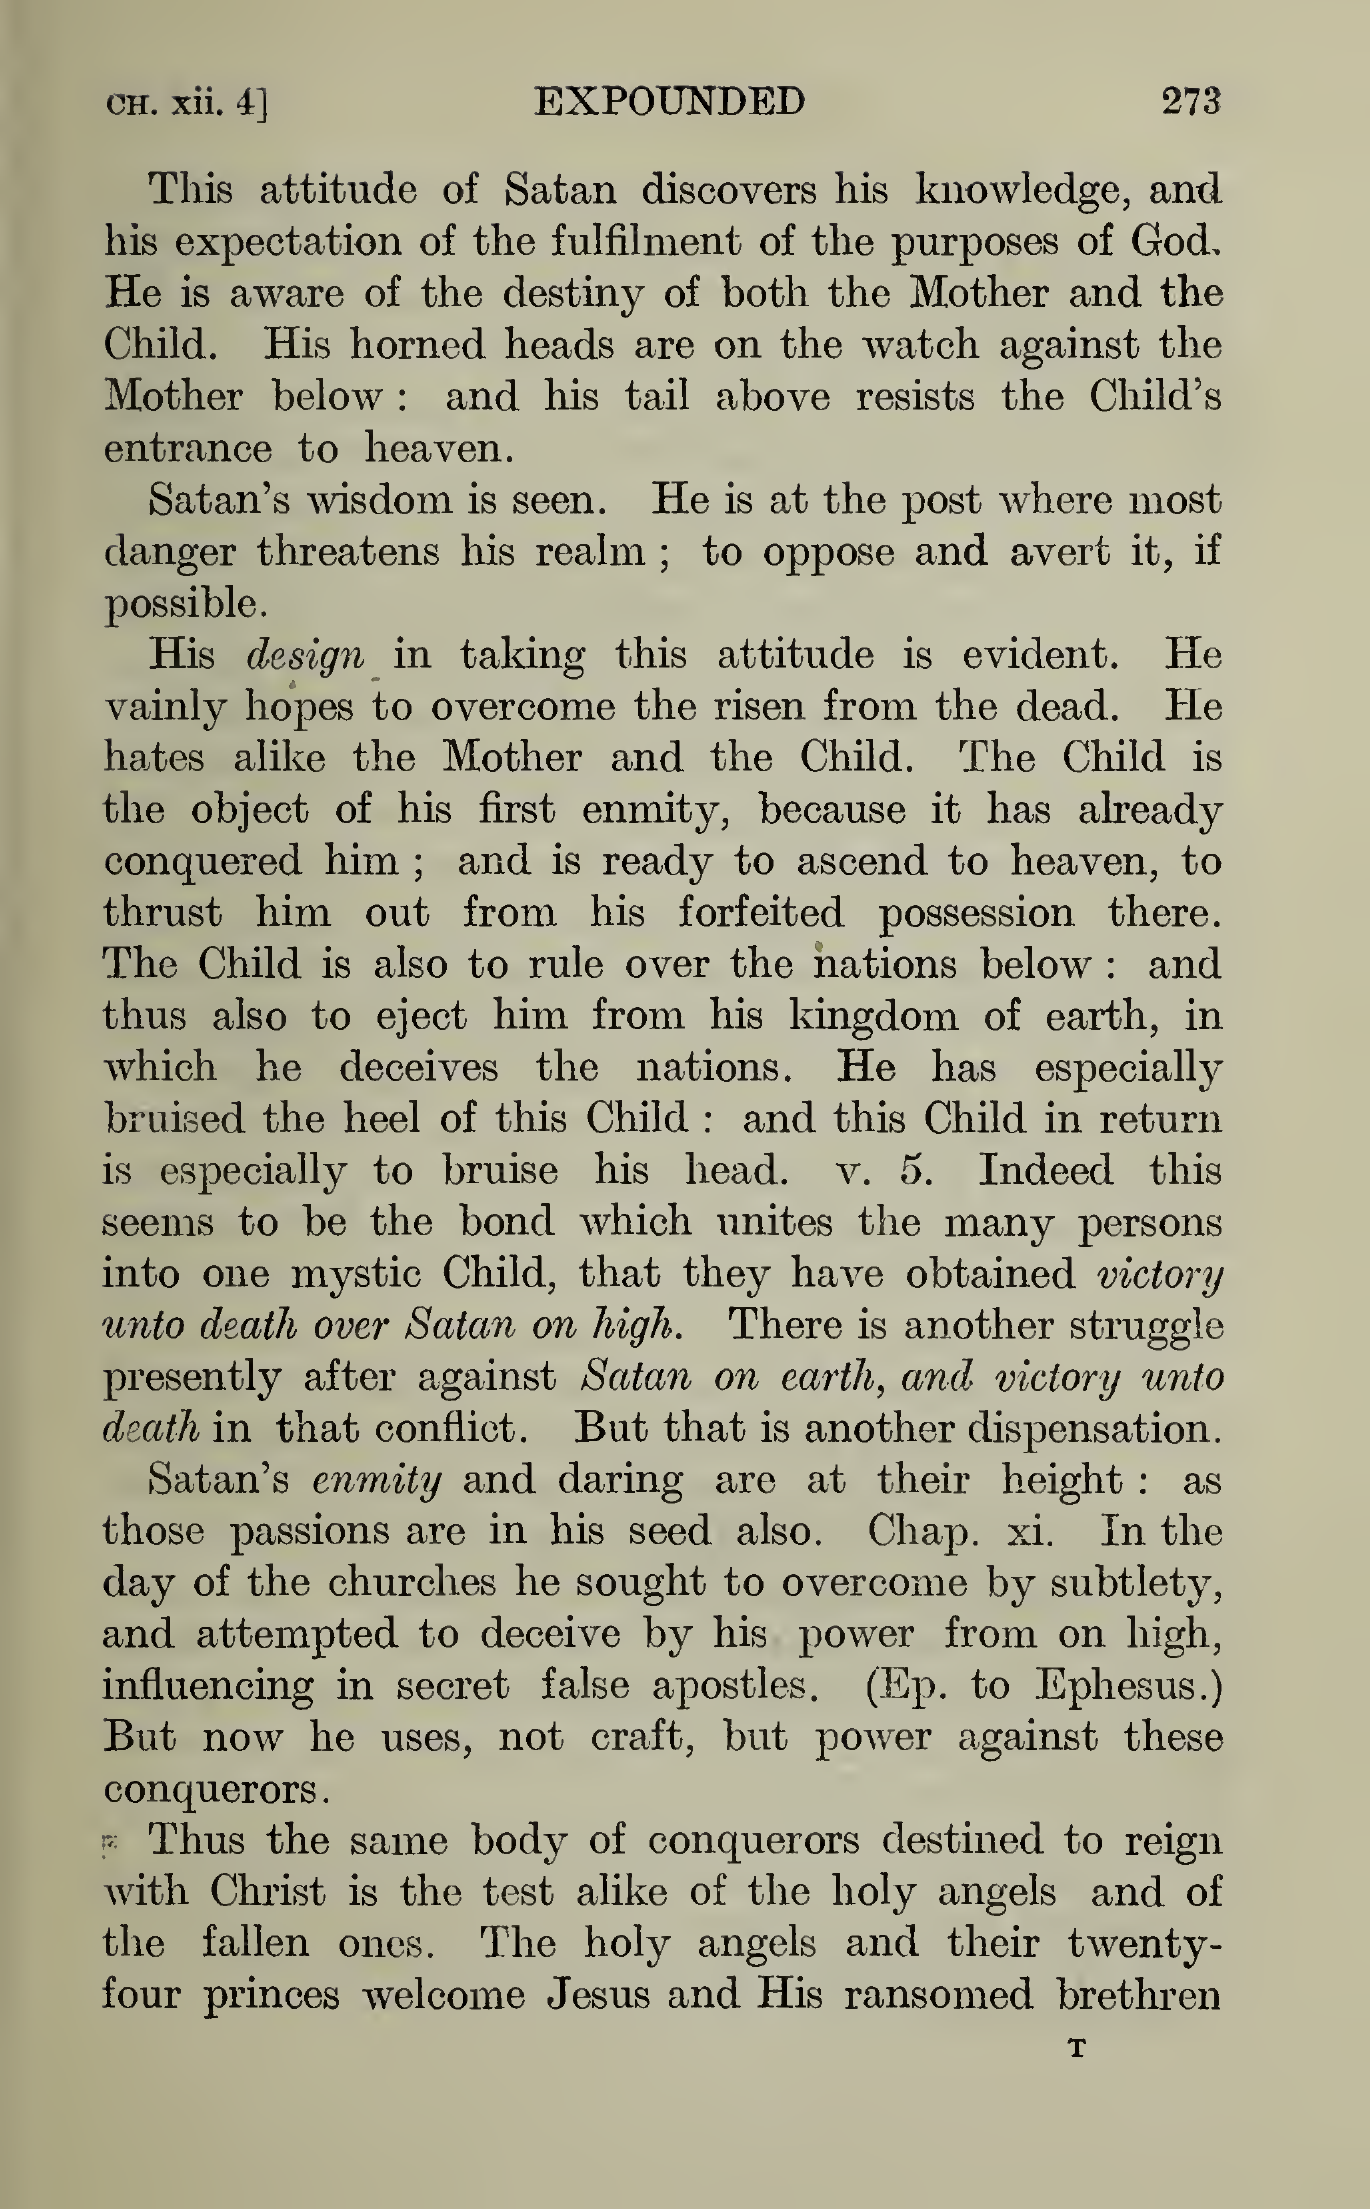 CH. xii. 4] EXPOUNDED 273
This attitude of Satan discovers his knowledge, and
his expectation of the fulfilment of the purposes of God.
He is aware of the destiny of both the Mother and the
Child. His horned heads are on the watch against the
Mother below : and his tail above resists the Child's
entrance to heaven.
Satan's wisdom is seen. He is at the post where most
danger threatens his realm ; to oppose and avert it, if
possible.
His design in taking this attitude is evident. He
vainly hopes to overcome the risen from the dead. He
hates alike the Mother and the Child. The Child is
the object of his first enmity, because it has already
conquered him ; and is ready to ascend to heaven, to
thrust him out from his forfeited possession there.
The Child is also to rule over the nations below : and
thus also to eject him from his kingdom of earth, in
which he deceives the nations. He has especially
bruised the heel of this Child : and this Child in return
is especially to bruise his head. v. 5. Indeed this
seems to be the bond which unites the many persons
into one mystic Child, that they have obtained victory
unto death over Satan on high. There is another struggle
presently after against Satan on earth, and victory unto
death in that conflict. But that is another dispensation.
Satan's enmity and daring are at their height : as
those passions are in his seed also. Chap. xi. In the
day of the churches he sought to overcome by subtlety,
and attempted to deceive by his power from on high,
influencing in secret false apostles. (Ep. to Ephesus.)
But now he uses, not craft, but power against these
conquerors.
Thus the same body of conquerors destined to reign
with Christ is the test alike of the holy angels and of
the fallen ones. The holy angels and their twenty-
four princes welcome Jesus and His ransomed brethren
T